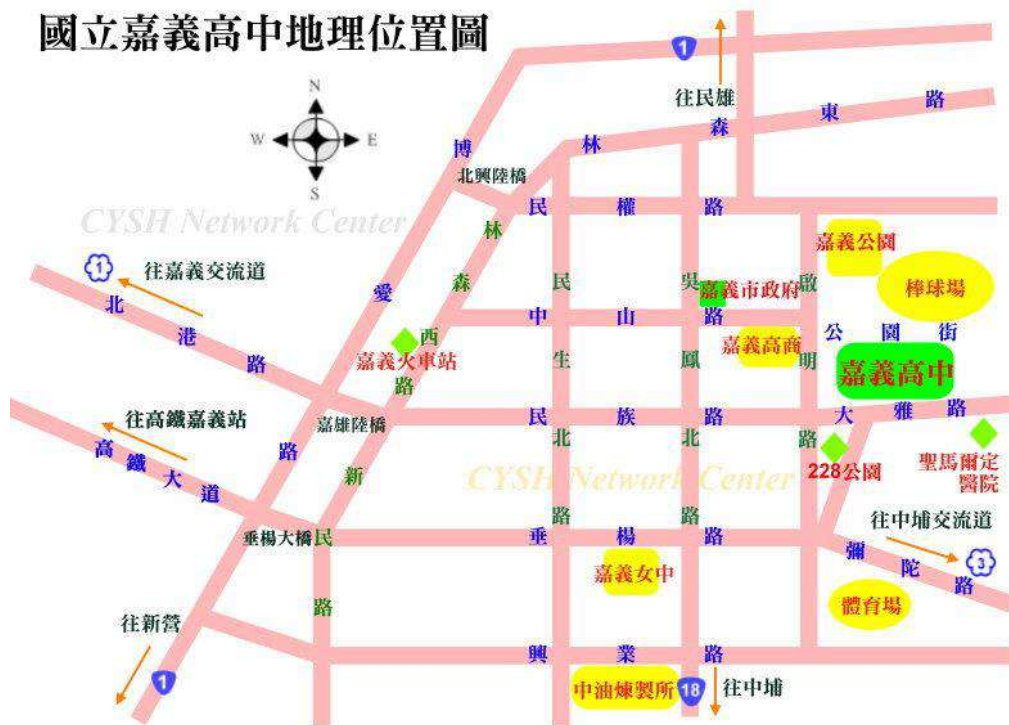 國立嘉義高中地理位置圖
1
N
W E
S
往民雄
林森東路
博愛路
北興陸橋
民權路
CYSH Network Center
嘉義公園
林森西路
往嘉義交流道
1
北港路
民生北路
吳鳳北路
啟明路
嘉義市政府
棒球場
中山路
公園街
嘉義火車站
嘉義高商
嘉義高中
民族路
大雅路
嘉雄陸橋
往高鐵嘉義站
高鐵大道
228公園
聖馬爾定
醫院
CYSH Network Center
新民路
垂楊大橋
垂楊路
往中埔交流道
3
彌陀路
嘉義女中
體育場
往新營
1
興業路
中油煉製所
18
往中埔